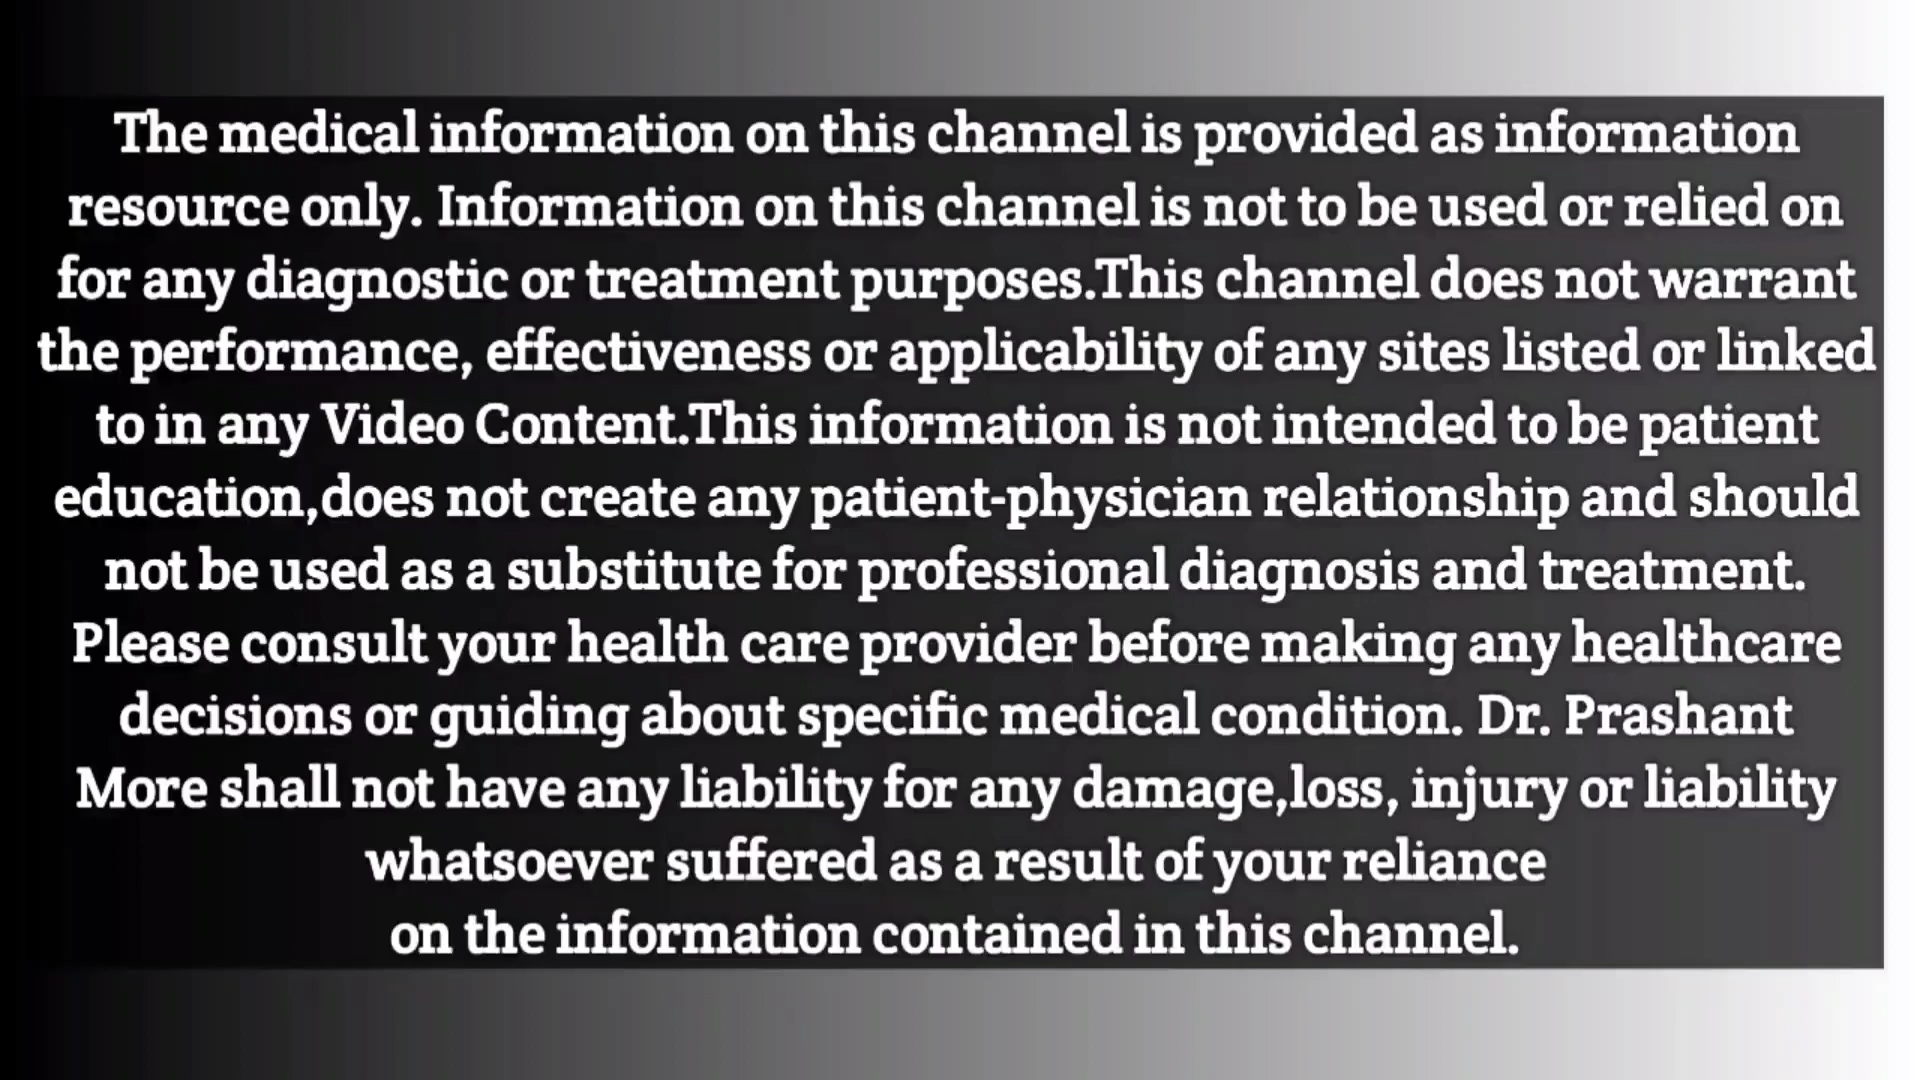 The medical information on this channel is provided as information
resource only. Information on this channel is not to be used or relied on
for any diagnostic or treatment purposes.This channel does not warrant
the performance, effectiveness or applicability of any sites listed or linked
to in any Video Content.This information is not intended to be patient
education,does not create any patient-physician relationship and should
not be used as a substitute for professional diagnosis and treatment.
Please consult your health care provider before making any healthcare
decisions or guiding about specific medical condition. Dr. Prashant
More shall not have any liability for any damage,loss, injury or liability
whatsoever suffered as a result of your reliance
on the information contained in this channel.